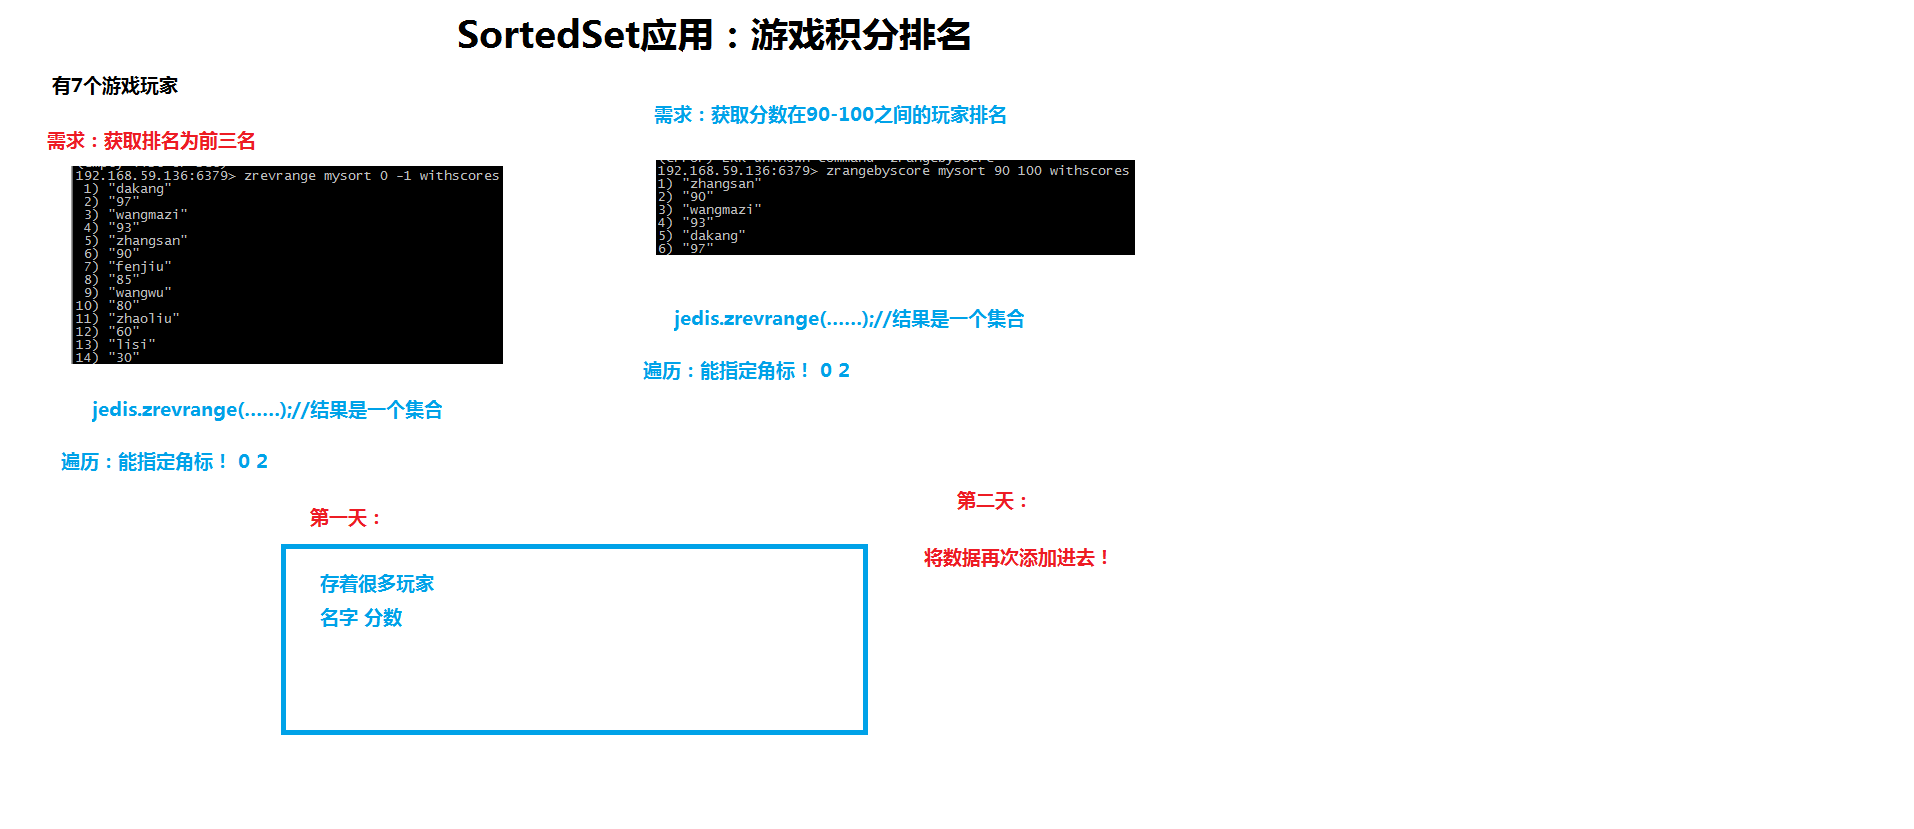 SortedSet应用：游戏积分排名
有7个游戏玩家
需求：获取排名为前三名
192.168.59.136:6379> zrevrange mysort 0 -1 withscores
1) "dakang"
2) "97"
3) "wangmazi"
4) "93"
5) "zhangsan"
6) "90"
7) "fenjiu"
8) "85"
9) "wangwu"
10) "80"
11) "zhaoliu"
12) "60"
13) "lisi"
14) "30"
jedis.zrevrange(......);//结果是一个集合
遍历：能指定角标！ 0 2
需求：获取分数在90-100之间的玩家排名
192.168.59.136:6379> zrangebyscore mysort 90 100 withscores
1) "zhangsan"
2) "90"
3) "wangmazi"
4) "93"
5) "dakang"
6) "97"
jedis.zrevrange(......);//结果是一个集合
遍历：能指定角标！ 0 2
第一天：
存着很多玩家
名字 分数
第二天：
将数据再次添加进去！